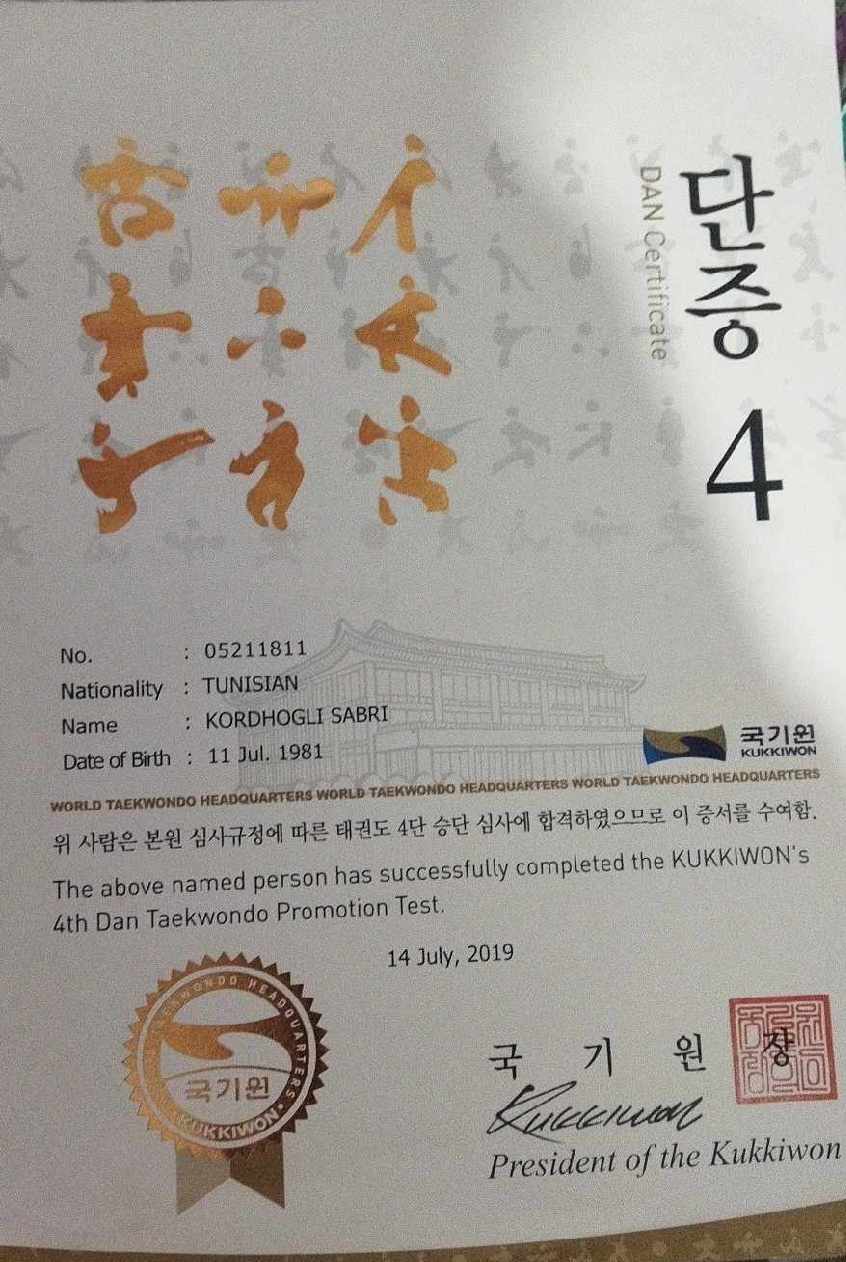 단증 4
DAN Certificate
No. : 05211811
Nationality : TUNISIAN
Name : KORDHOGLI SABRI
Date of Birth : 11 Jul. 1981
국기원
KUKKIWON
WORLD TAEKWONDO HEADQUARTERS WORLD TAEKWONDO HEADQUARTERS WORLD TAEKWONDO HEADQUARTERS
위 사람은 본원 심사규정에 따른 태권도 4단 승단 심사에 합격하였으므로 이 증서를 수여함.
The above named person has successfully completed the KUKKIWON's
4th Dan Taekwondo Promotion Test.
14 July, 2019
TAEKWONDO HEADQUARTERS
국기원
KUKKIWON
국 기 원 장
Kukkiwon
President of the Kukkiwon